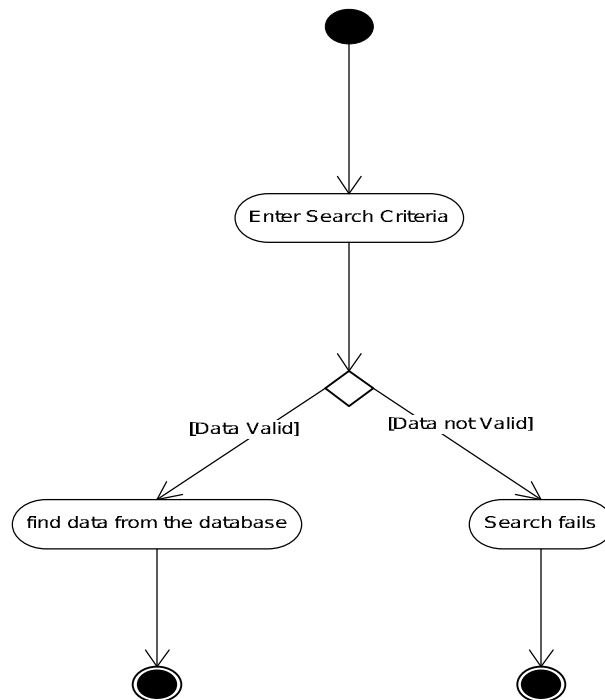 Enter Search Criteria
[Data Valid]
[Data not Valid]
find data from the database
Search fails